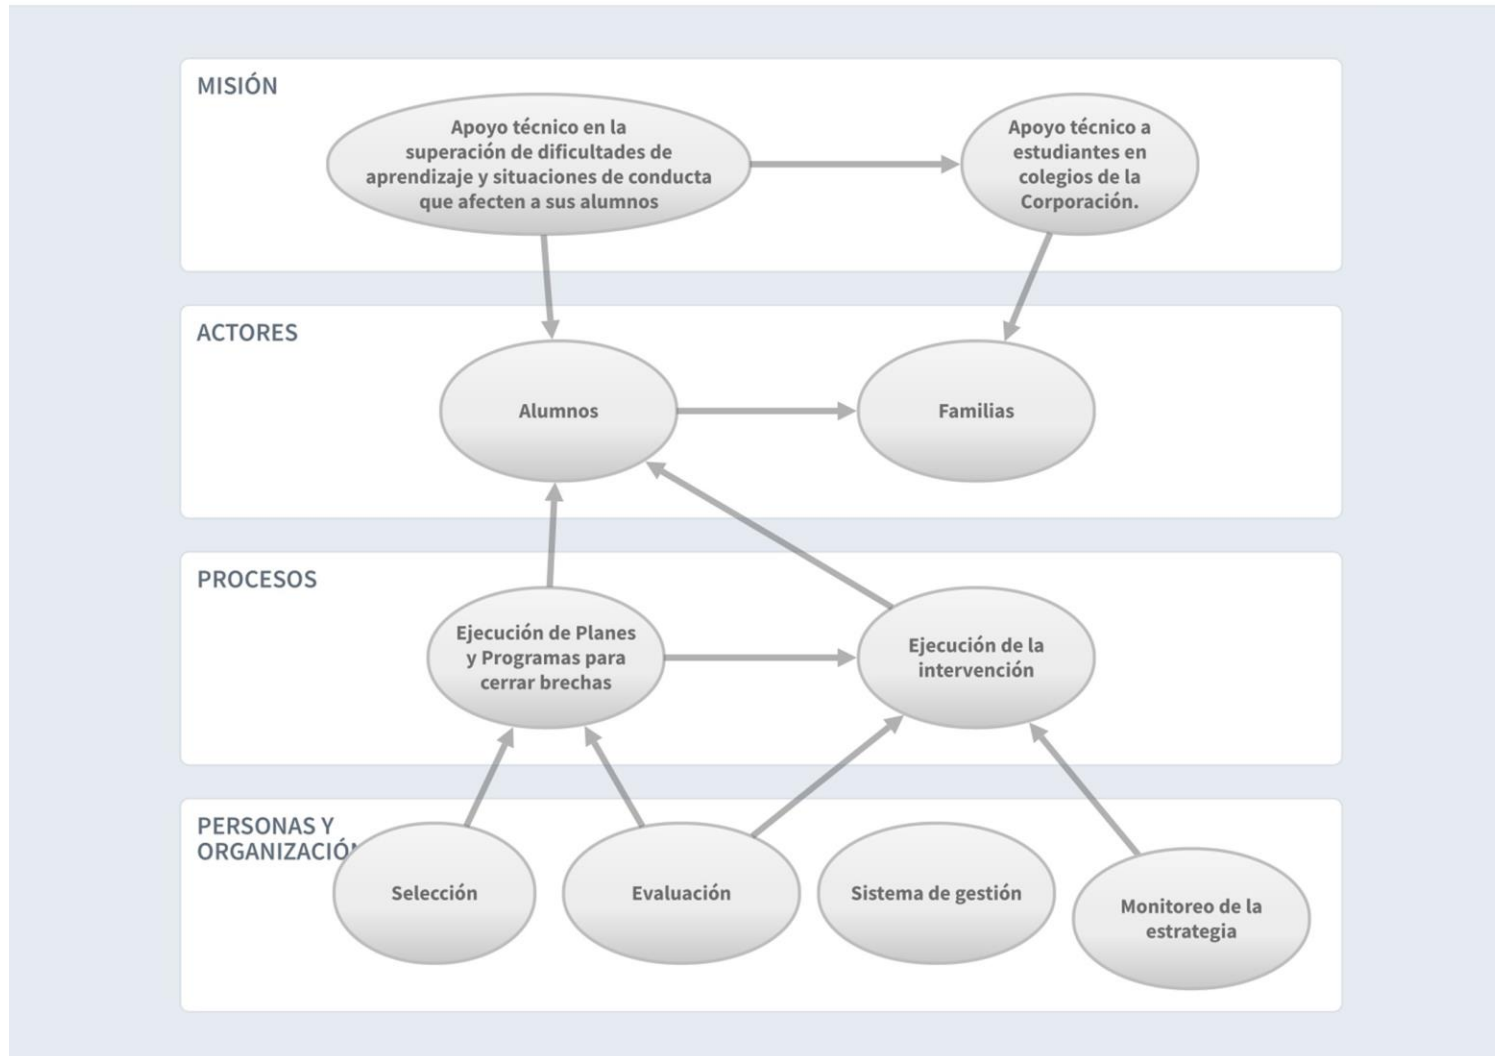 MISIÓN
Apoyo técnico en la
superación de dificultades de
aprendizaje y situaciones de conducta
que afecten a sus alumnos
Apoyo técnico a
estudiantes en
colegios de la
Corporación.
ACTORES
Alumnos
Familias
PROCESOS
Ejecución de Planes
y Programas para
cerrar brechas
Ejecución de la
intervención
PERSONAS Y
ORGANIZACIÓN
Selección
Evaluación
Sistema de gestión
Monitoreo de la
estrategia